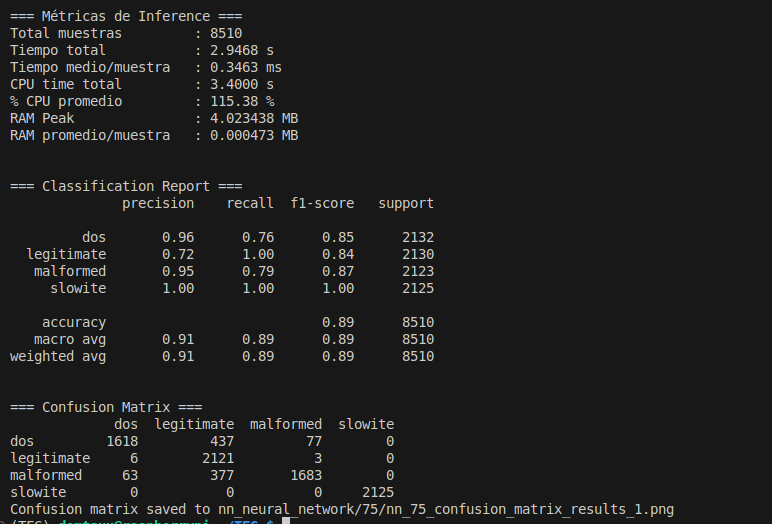 === Métricas de Inference ===
Total muestras         : 8510
Tiempo total           : 2.9468 s
Tiempo medio/muestra   : 0.3463 ms
CPU time total         : 3.4000 s
% CPU promedio         : 115.38 %
RAM Peak               : 4.023438 MB
RAM promedio/muestra   : 0.000473 MB
=== Classification Report ===
              precision    recall  f1-score   support
         dos       0.96      0.76      0.85      2132
  legitimate       0.72      1.00      0.84      2130
   malformed       0.95      0.79      0.87      2123
     slowite       1.00      1.00      1.00      2125
    accuracy                           0.89      8510
   macro avg       0.91      0.89      0.89      8510
weighted avg       0.91      0.89      0.89      8510
=== Confusion Matrix ===
             dos  legitimate  malformed  slowite
dos         1618         437         77        0
legitimate     6        2121          3        0
malformed     63         377       1683        0
slowite        0           0          0     2125
Confusion matrix saved to nn_neural_network/75/nn_75_confusion_matrix_results_1.png